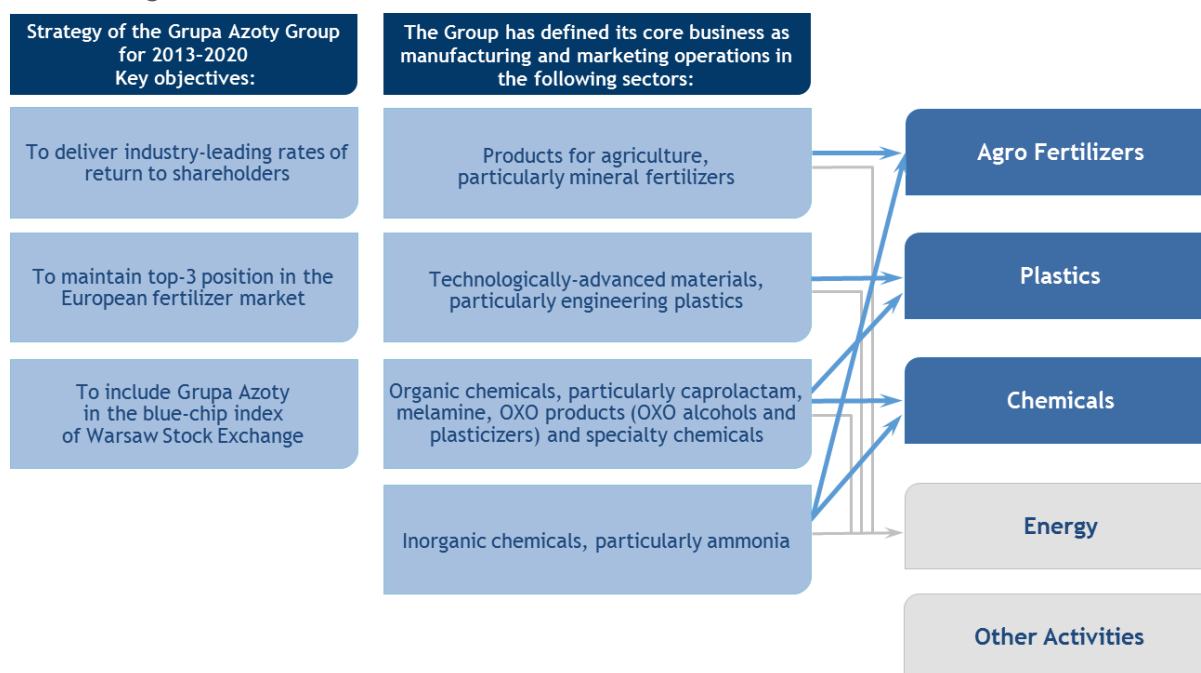 Strategy of the Grupa Azoty Group
for 2013-2020
Key objectives:
To deliver industry-leading rates of
return to shareholders
To maintain top-3 position in the
European fertilizer market
To include Grupa Azoty
in the blue-chip index
of Warsaw Stock Exchange
The Group has defined its core business as
manufacturing and marketing operations in
the following sectors:
Products for agriculture,
particularly mineral fertilizers
Technologically-advanced materials,
particularly engineering plastics
Organic chemicals, particularly caprolactam,
melamine, OXO products (OXO alcohols and
plasticizers) and specialty chemicals
Inorganic chemicals, particularly ammonia
Agro Fertilizers
Plastics
Chemicals
Energy
Other Activities